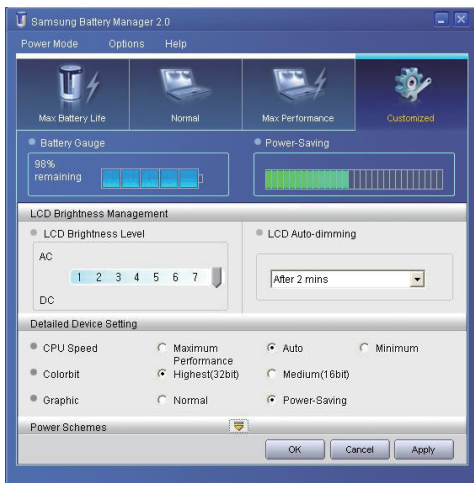 Samsung Battery Manager 2.0
Power Mode Options Help
Max Battery Life Normal Max Performance Customized
Battery Gauge Power-Saving
98%
remaining
LCD Brightness Management
LCD Brightness Level LCD Auto-dimming
AC
1 2 3 4 5 6 7
After 2 mins
DC
Detailed Device Setting
CPU Speed Maximum Performance Auto Minimum
Colorbit Highest(32bit) Medium(16bit)
Graphic Normal Power-Saving
Power Schemes
OK Cancel Apply